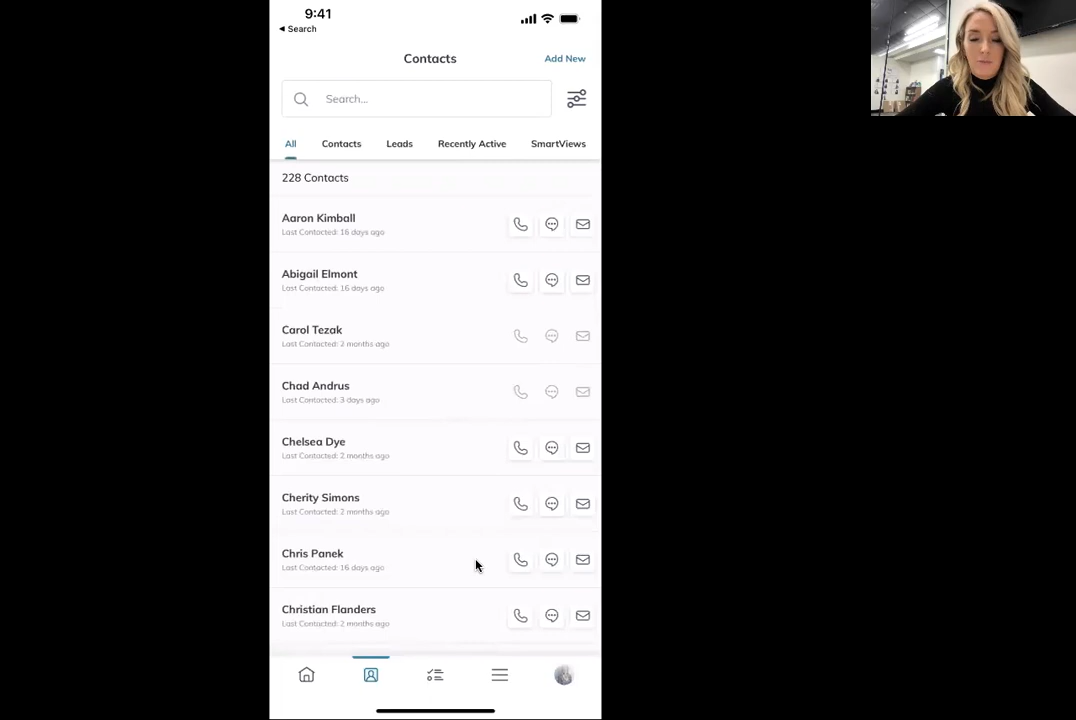 9:41
◀ Search
Contacts
Add New
Search...
All Contacts Leads Recently Active SmartViews
228 Contacts
Aaron Kimball
Last Contacted: 16 days ago
Abigail Elmont
Last Contacted: 16 days ago
Carol Tezak
Last Contacted: 2 months ago
Chad Andrus
Last Contacted: 3 days ago
Chelsea Dye
Last Contacted: 2 months ago
Cherity Simons
Last Contacted: 2 months ago
Chris Panek
Last Contacted: 16 days ago
Christian Flanders
Last Contacted: 2 months ago